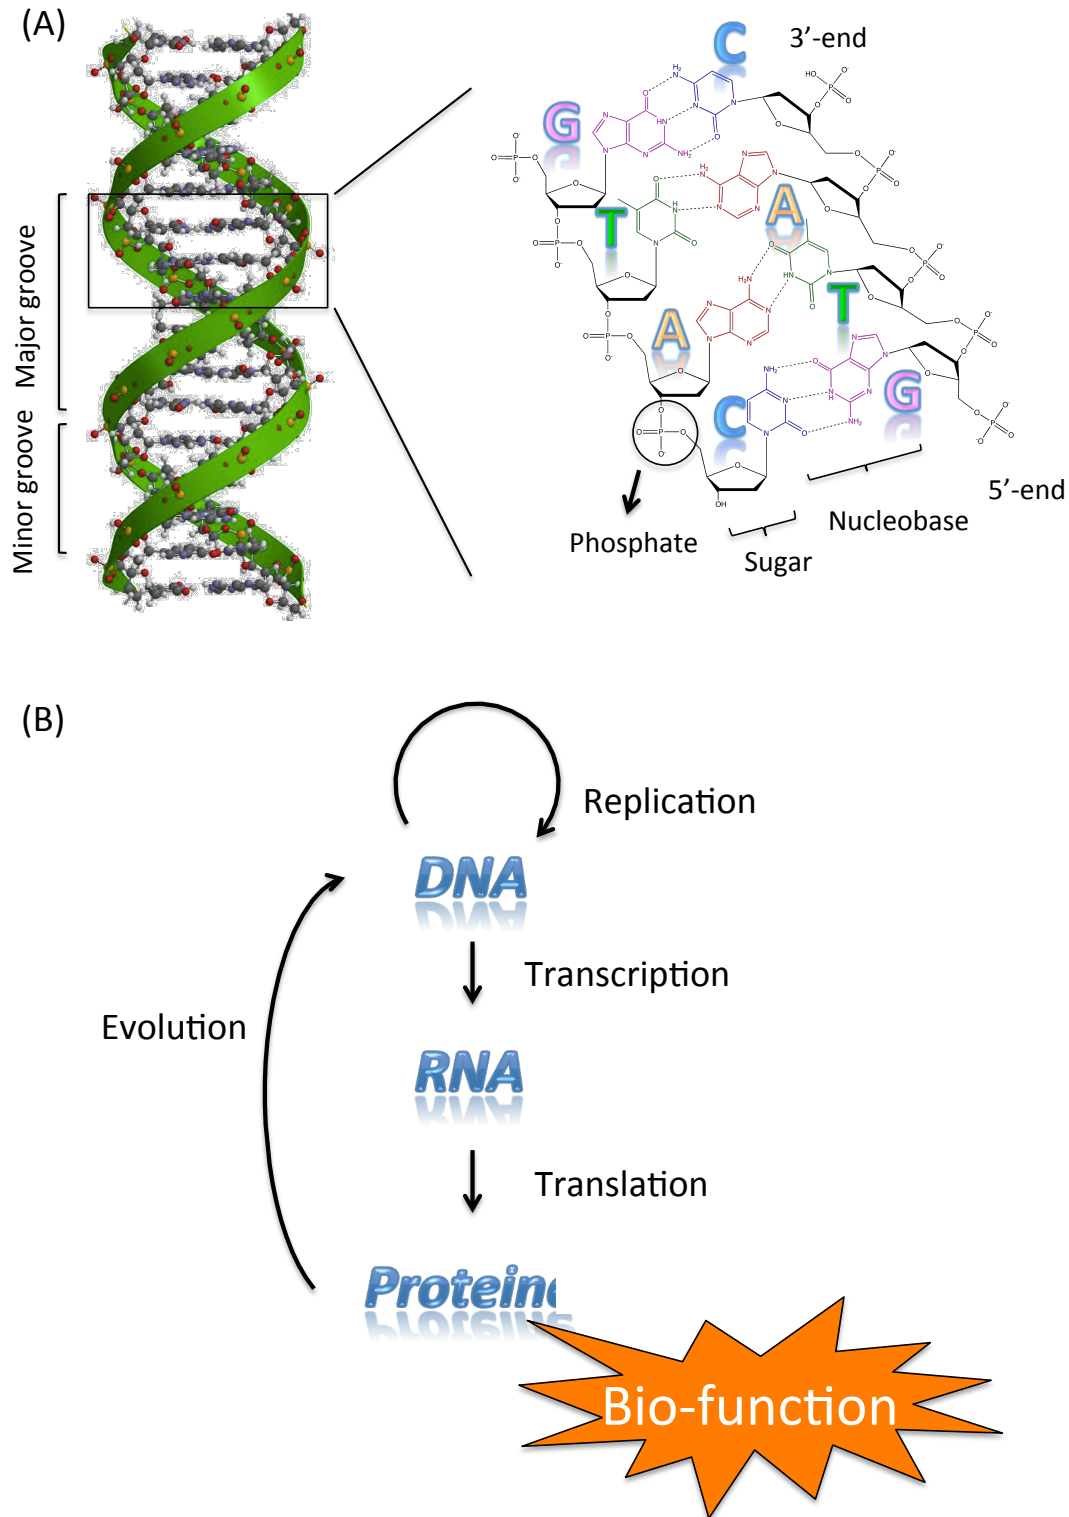 (A)
Major groove
Minor groove
C
3'-end
G
T
A
A
T
C
G
5'-end
Phosphate
Sugar
Nucleobase
(B)
Replication
DNA
Transcription
Evolution
RNA
Translation
Proteine
Bio-function